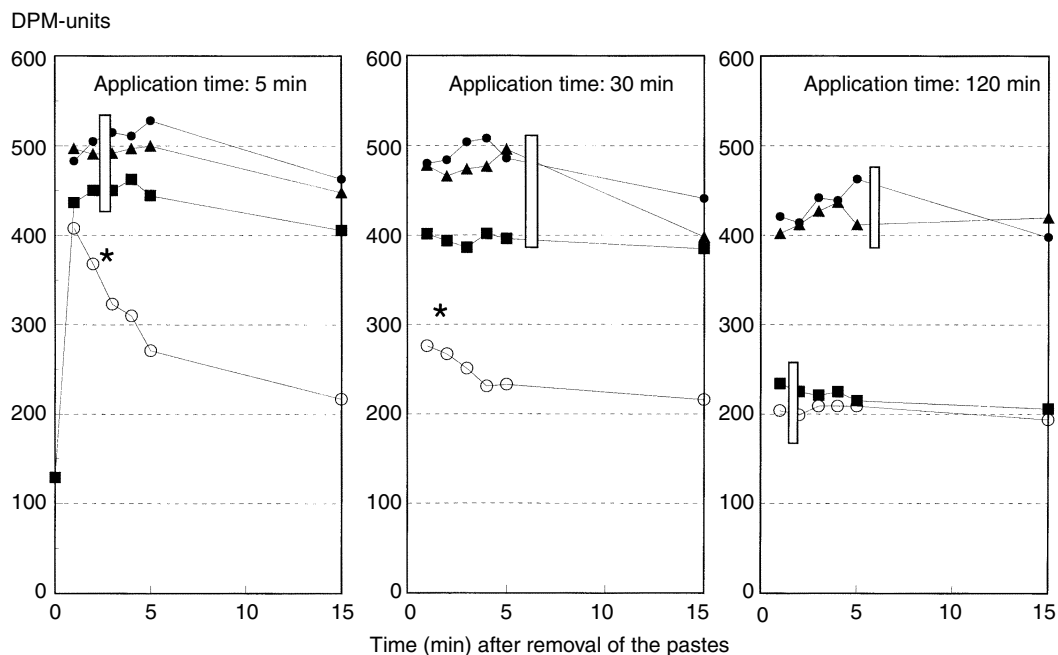 DPM-units
600 600 600
Application time: 5 min Application time: 30 min Application time: 120 min
500 500 500
400 400 400
*
*
300 300 300
200 200 200
100 100 100
0 0 0
0 5 10 15 0 5 10 15 0 5 10 15
Time (min) after removal of the pastes